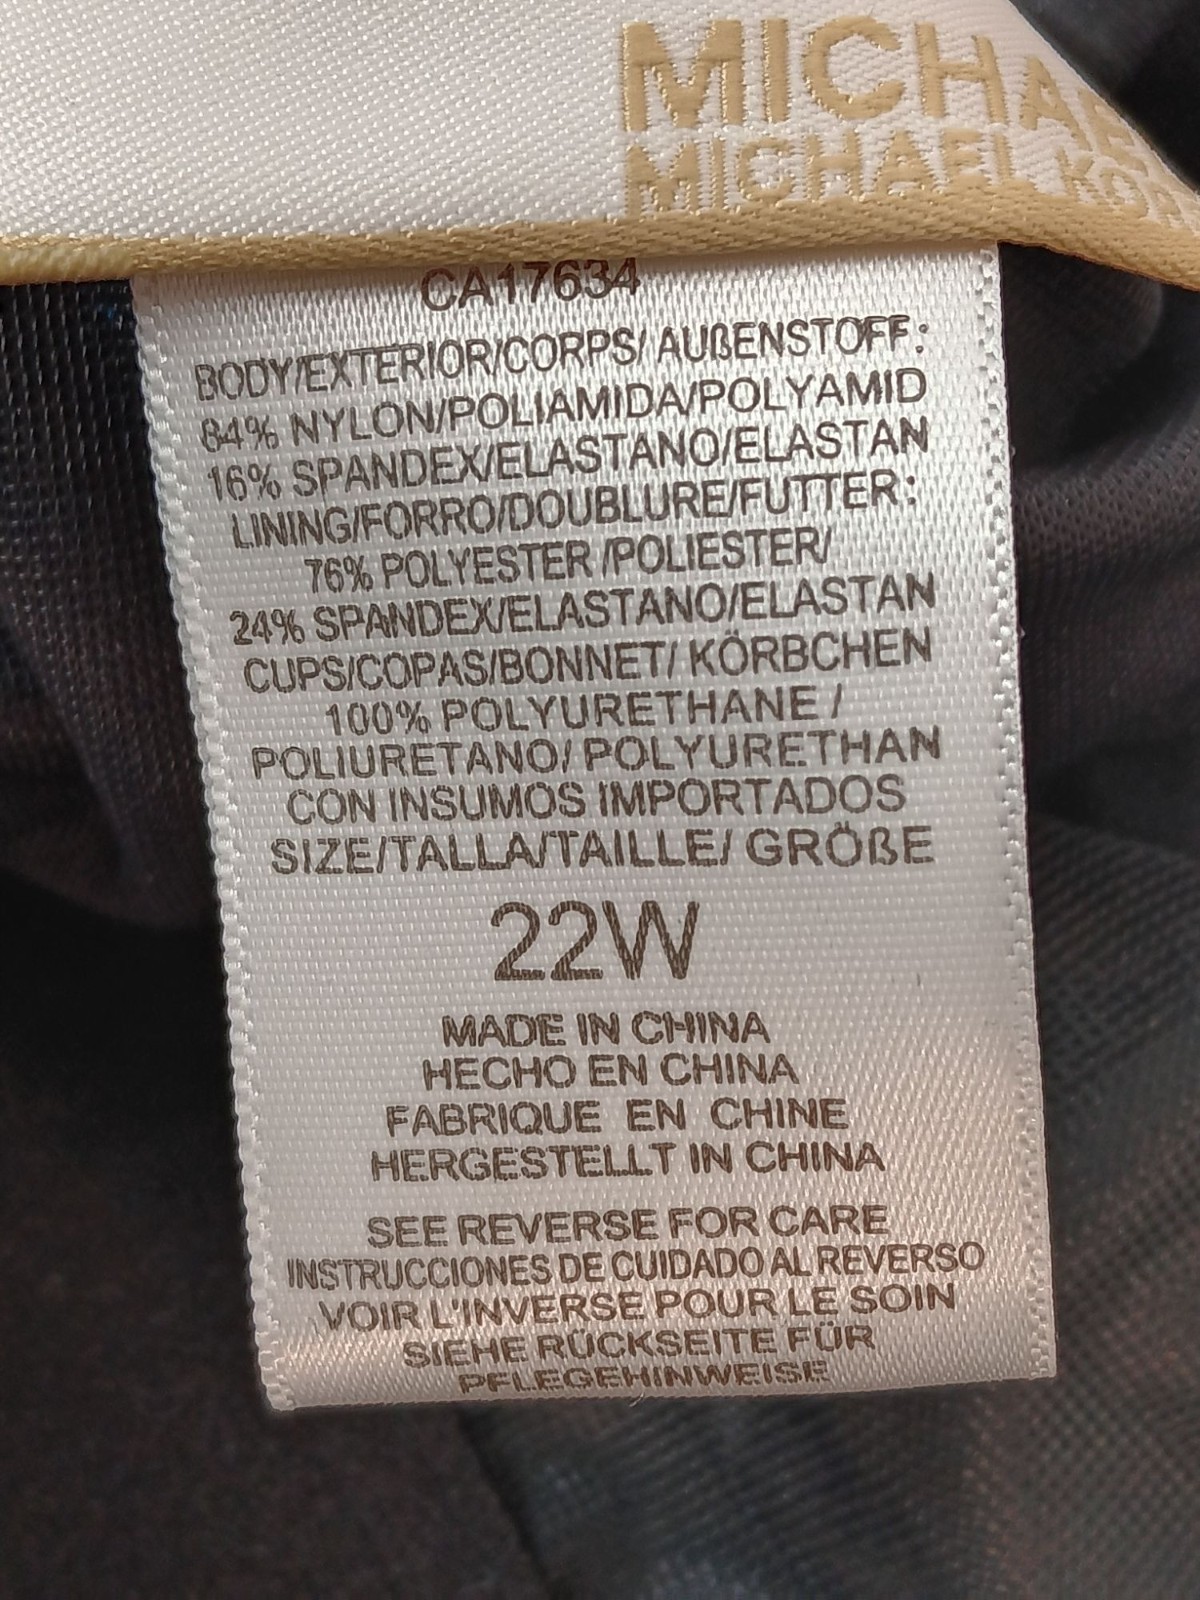 MICHAE
MICHAEL KOR
CA17634
BODY/EXTERIOR/CORPS/ AUßENSTOFF:
84% NYLON/POLIAMIDA/POLYAMID
16% SPANDEX/ELASTANO/ELASTAN
LINING/FORRO/DOUBLURE/FUTTER:
76% POLYESTER /POLIESTER/
24% SPANDEX/ELASTANO/ELASTAN
CUPS/COPAS/BONNET/ KÖRBCHEN
100% POLYURETHANE /
POLIURETANO/ POLYURETHAN
CON INSUMOS IMPORTADOS
SIZE/TALLA/TAILLE/ GRÖßE
22W
MADE IN CHINA
HECHO EN CHINA
FABRIQUE EN CHINE
HERGESTELLT IN CHINA
SEE REVERSE FOR CARE
INSTRUCCIONES DE CUIDADO AL REVERSO
VOIR L'INVERSE POUR LE SOIN
SIEHE RÜCKSEITE FÜR
PFLEGEHINWEISE